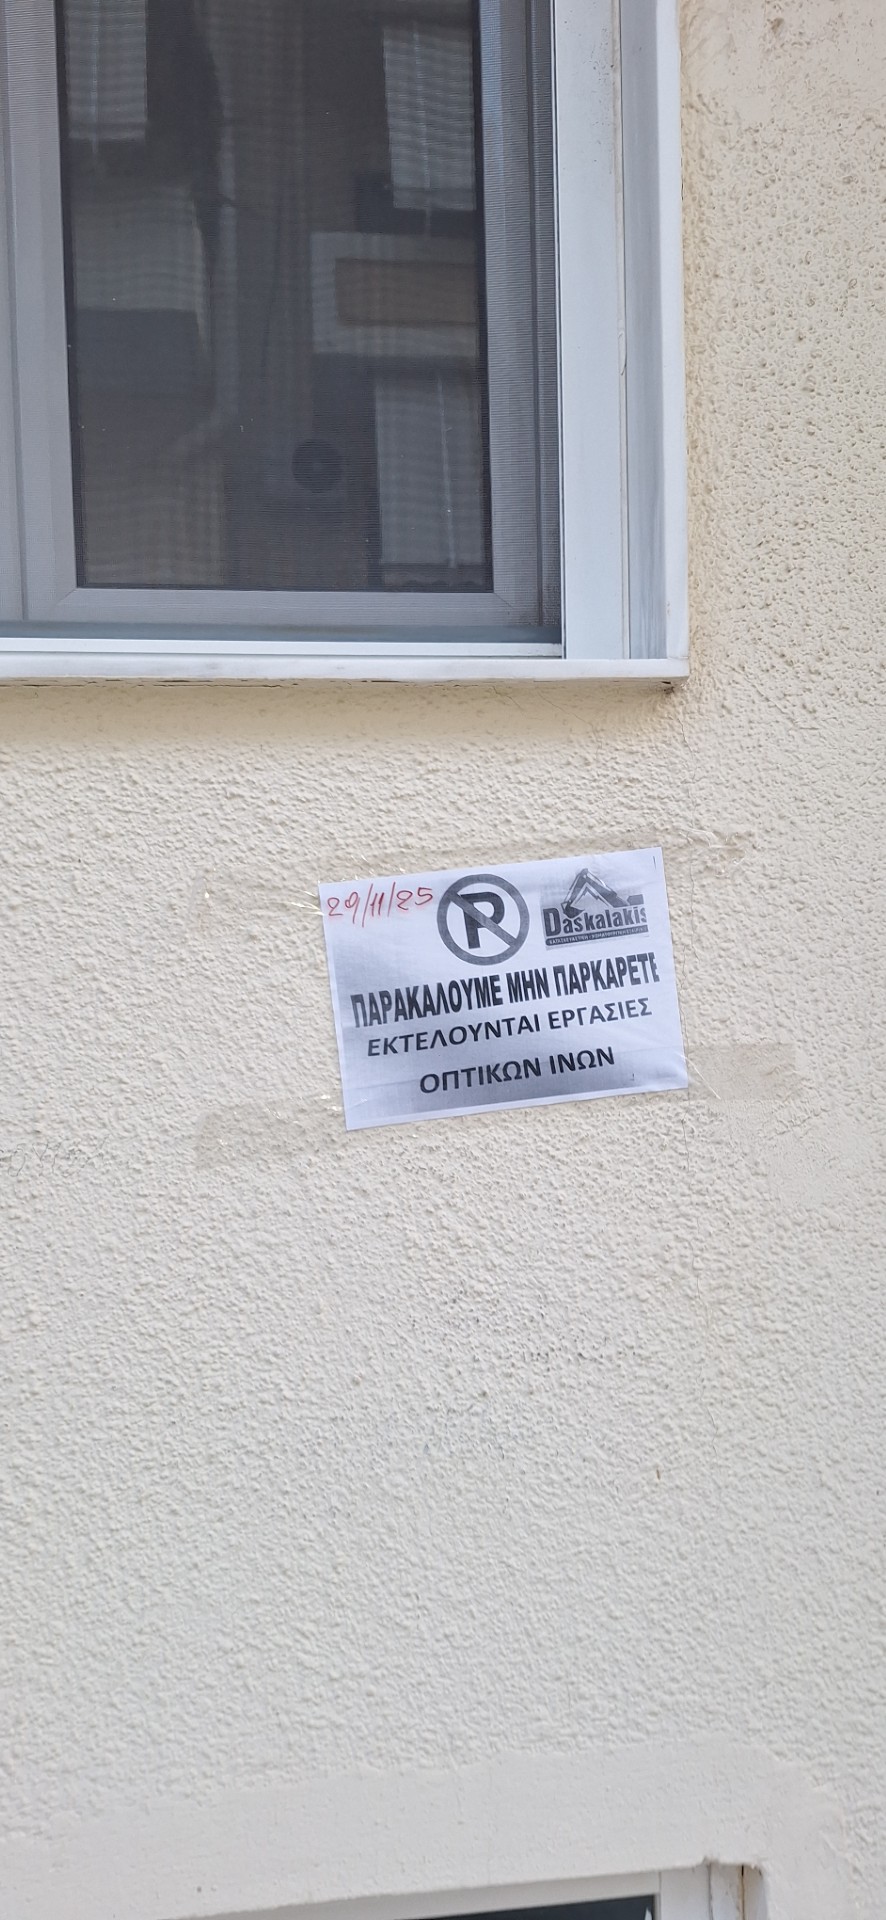 29/11/25
P
Daskalakis
ΠΑΡΑΚΑΛΟΥΜΕ ΜΗΝ ΠΑΡΚΑΡΕΤΕ
ΕΚΤΕΛΟΥΝΤΑΙ ΕΡΓΑΣΙΕΣ
ΟΠΤΙΚΩΝ ΙΝΩΝ